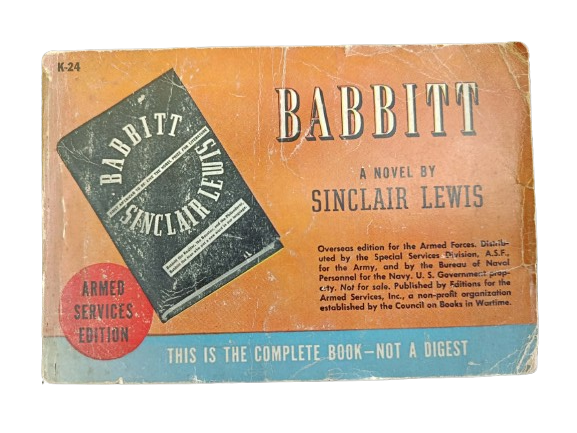 K-24
BABBITT
SINCLAIR LEWIS
ARMED
SERVICES
EDITION
BABBITT
A NOVEL BY
SINCLAIR LEWIS
Overseas edition for the Armed Forces. Distrib-
uted by the Special Services Division, A.S.F.,
for the Army, and by the Bureau of Naval
Personnel for the Navy. U. S. Government prop-
erty. Not for sale. Published by Editions for the
Armed Services, Inc., a non-profit organization
established by the Council on Books in Wartime.
THIS IS THE COMPLETE BOOK—NOT A DIGEST